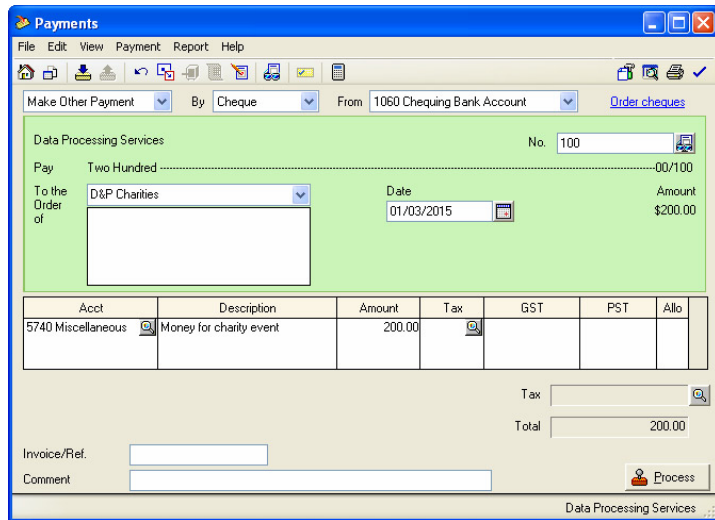 Payments
File Edit View Payment Report Help
Make Other Payment By Cheque From 1060 Chequing Bank Account Order cheques
Data Processing Services No. 100
Pay Two Hundred ------------------------------------------------------------00/100
To the Order of D&P Charities Date Amount
01/03/2015 $200.00
Acct Description Amount Tax GST PST Allo
5740 Miscellaneous Money for charity event 200.00
Tax
Total 200.00
Invoice/Ref.
Comment Process
Data Processing Services